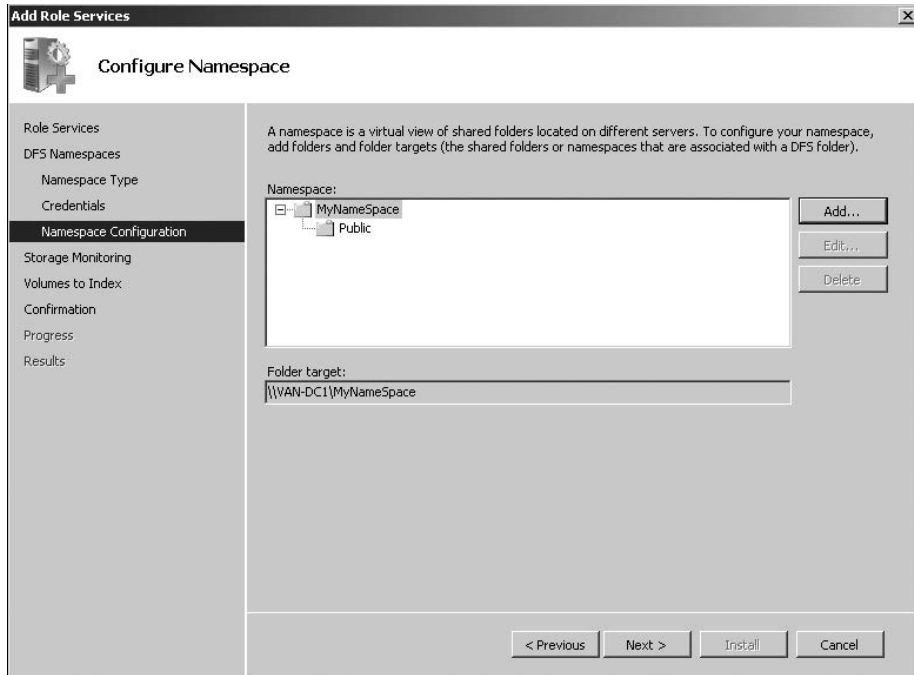 Add Role Services
Configure Namespace
Role Services
DFS Namespaces
Namespace Type
Credentials
Namespace Configuration
Storage Monitoring
Volumes to Index
Confirmation
Progress
Results
A namespace is a virtual view of shared folders located on different servers. To configure your namespace,
add folders and folder targets (the shared folders or namespaces that are associated with a DFS folder).
Namespace:
MyNameSpace
Public
Add...
Edit...
Delete
Folder target:
\\VAN-DC1\MyNameSpace
< Previous
Next >
Install
Cancel